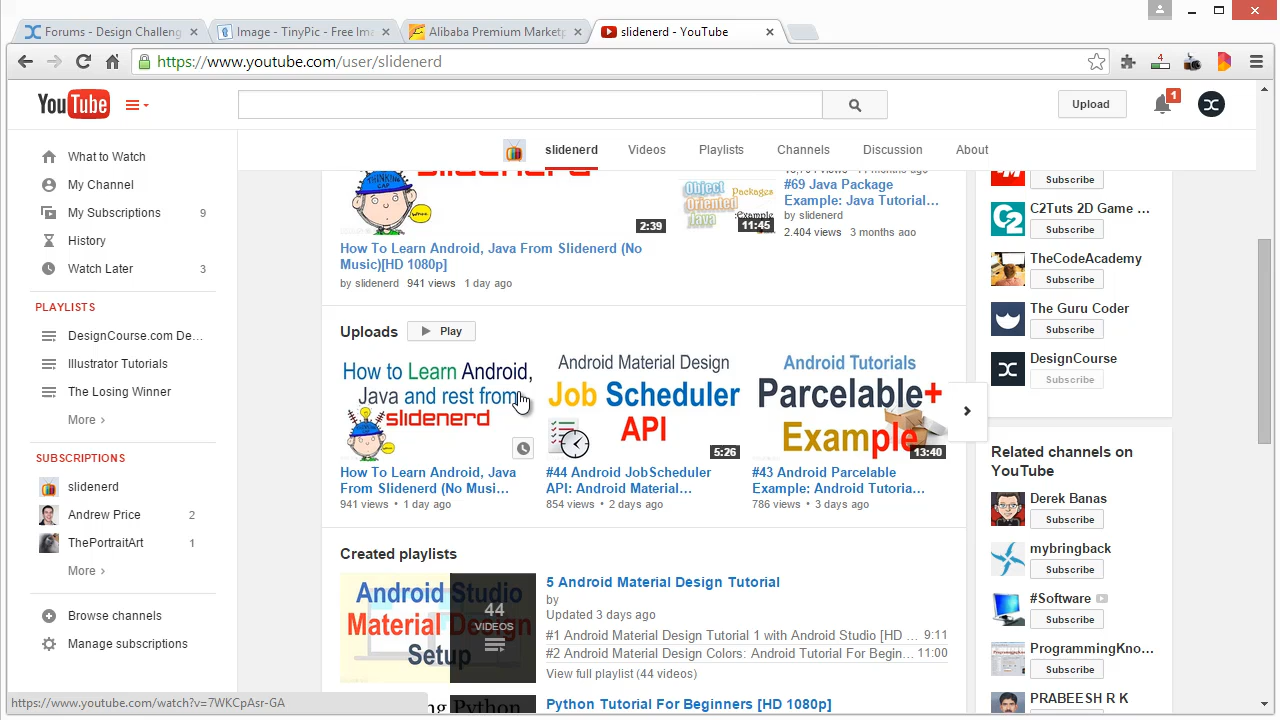 Forums - Design Challeng
Image - TinyPic - Free Ima
Alibaba Premium Marketp
slidenerd - YouTube
https://www.youtube.com/user/slidenerd
4
YouTube
Upload
1
slidenerd
Videos
Playlists
Channels
Discussion
About
What to Watch
My Channel
My Subscriptions 9
History
Watch Later 3
PLAYLISTS
DesignCourse.com De...
Illustrator Tutorials
The Losing Winner
More ›
SUBSCRIPTIONS
slidenerd
Andrew Price 2
ThePortraitArt 1
More ›
Browse channels
Manage subscriptions
https://www.youtube.com/watch?v=7WKCpAsr-GA
THINKING CAP
slidenerd
2:39
How To Learn Android, Java From Slidenerd (No
Music)[HD 1080p]
by slidenerd 941 views 1 day ago
Object
Oriented
Java
Packages
Example
11:45
#69 Java Package
Example: Java Tutorial...
by slidenerd
2,404 views 3 months ago
Uploads
Play
How to Learn Android,
Java and rest from
slidenerd
How To Learn Android, Java
From Slidenerd (No Musi...
941 views • 1 day ago
Android Material Design
Job Scheduler
API
5:26
#44 Android JobScheduler
API: Android Material...
854 views • 2 days ago
Android Tutorials
Parcelable+
Example
13:40
#43 Android Parcelable
Example: Android Tutoria...
786 views • 3 days ago
Created playlists
Android Studio
Material Design
Setup
44
VIDEOS
5 Android Material Design Tutorial
by
Updated 3 days ago
#1 Android Material Design Tutorial 1 with Android Studio [HD ... 9:11
#2 Android Material Design Colors: Android Tutorial For Begin... 11:00
View full playlist (44 videos)
Python
Python Tutorial For Beginners [HD 1080p]
Subscribe
C2Tuts 2D Game ...
Subscribe
TheCodeAcademy
Subscribe
The Guru Coder
Subscribe
DesignCourse
Subscribe
Related channels on
YouTube
Derek Banas
Subscribe
mybringback
Subscribe
#Software
Subscribe
ProgrammingKno...
Subscribe
PRABEESH R K